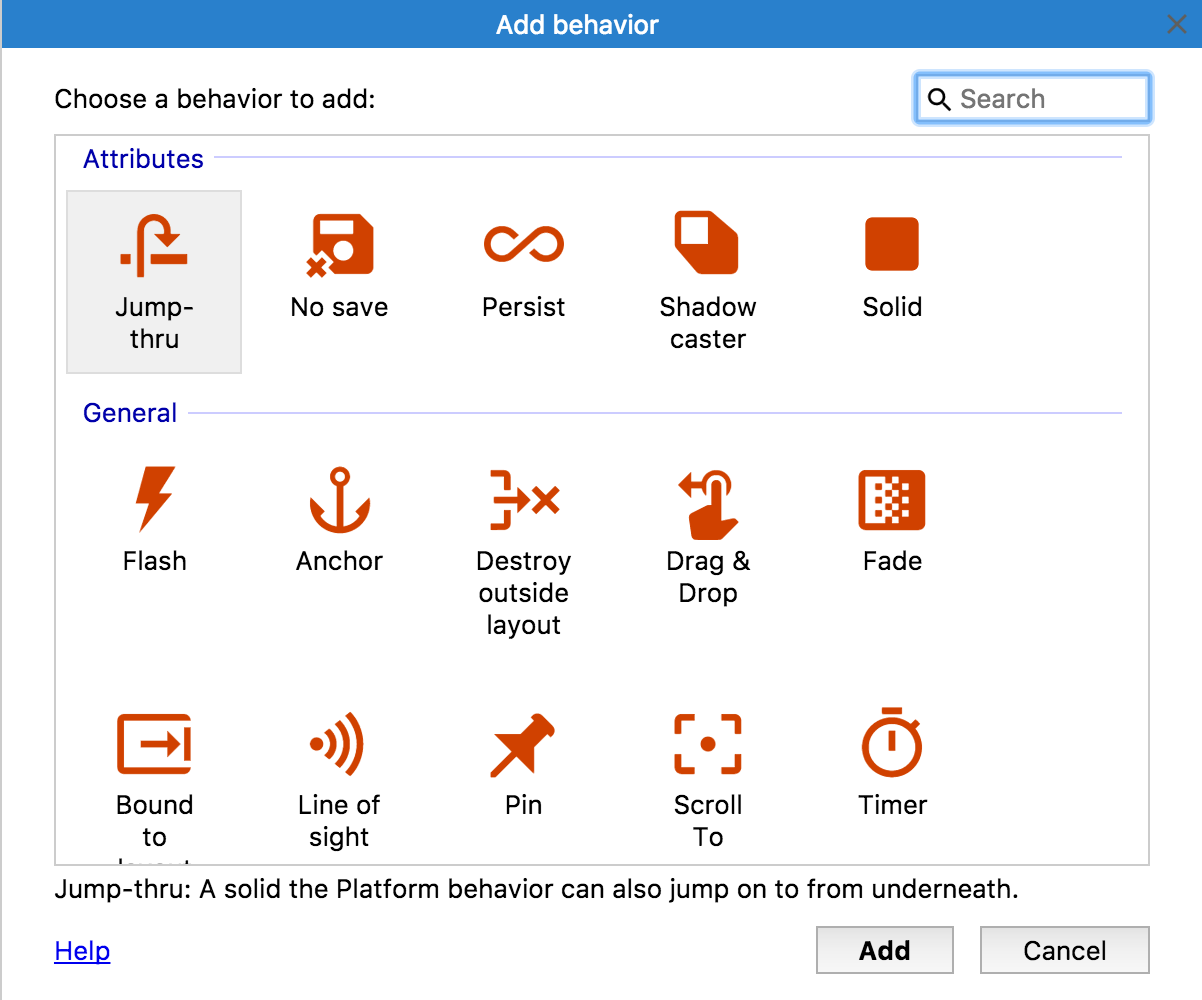 Add behavior
Choose a behavior to add:
Search
Attributes
Jump-
thru
No save
Persist
Shadow
caster
Solid
General
Flash
Anchor
Destroy
outside
layout
Drag &
Drop
Fade
Bound
to
Line of
sight
Pin
Scroll
To
Timer
Jump-thru: A solid the Platform behavior can also jump on to from underneath.
Help
Add
Cancel